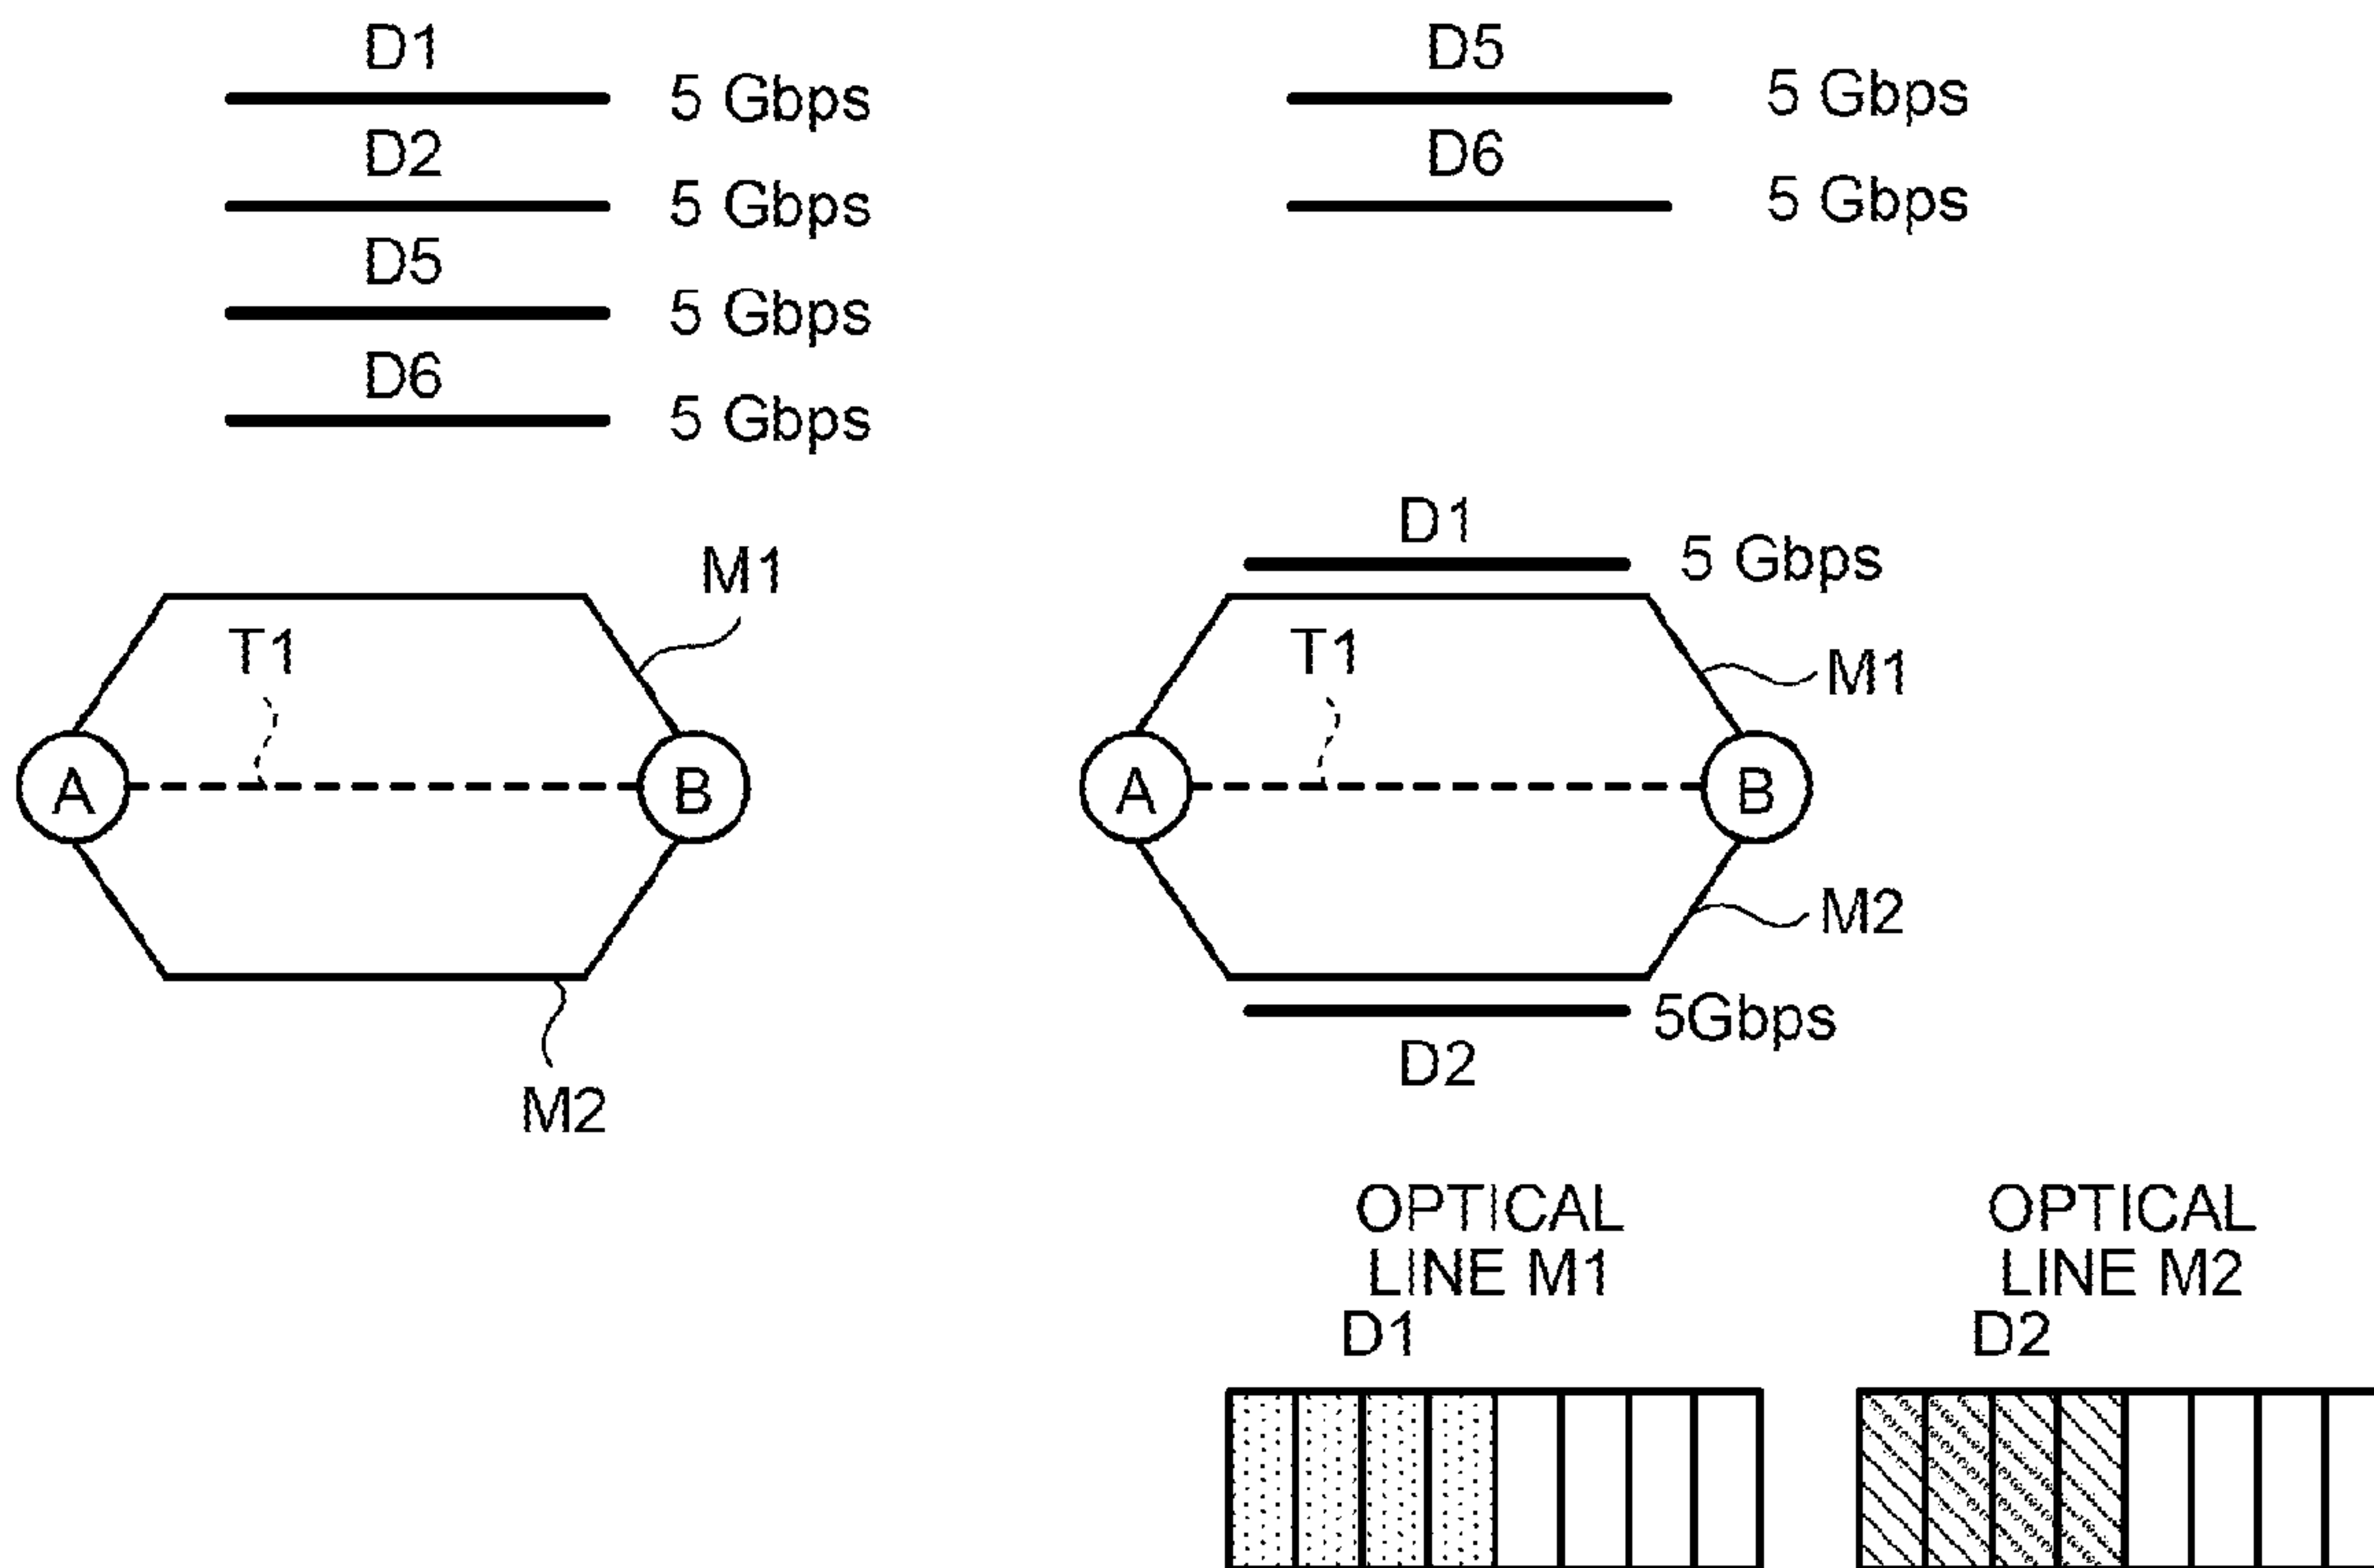 D1
5 Gbps
D2
5 Gbps
D5
5 Gbps
D6
5 Gbps
M1
T1
A
B
M2
D5
5 Gbps
D6
5 Gbps
D1
5 Gbps
T1
M1
A
B
M2
5Gbps
D2
OPTICAL
LINE M1
D1
OPTICAL
LINE M2
D2